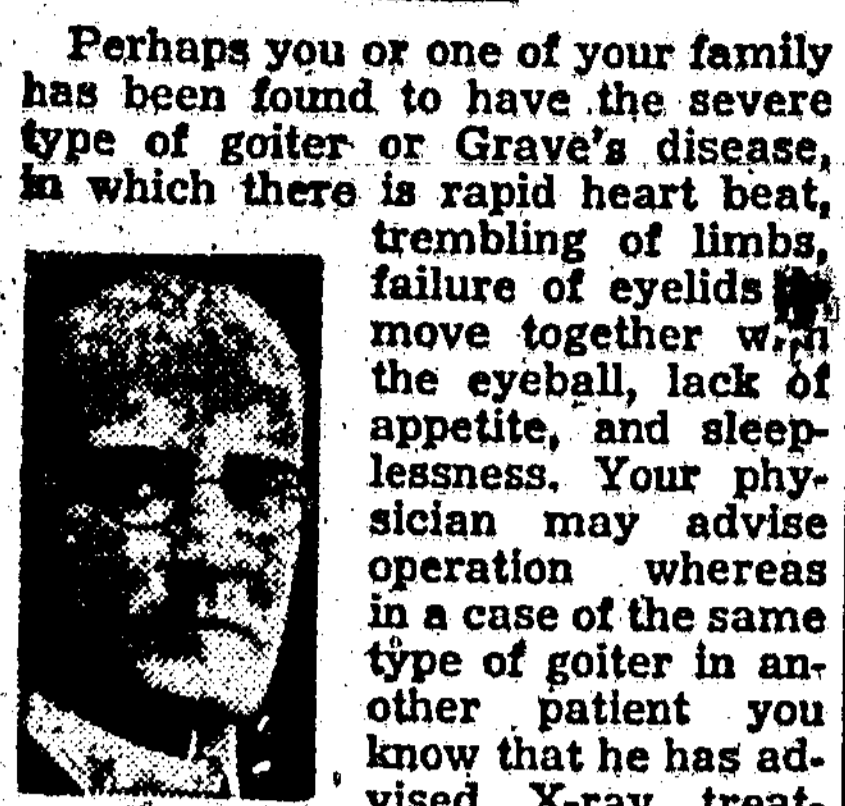 Perhaps you or one of your family
has been found to have the severe
type of goiter or Grave's disease,
in which there is rapid heart beat,
trembling of limbs,
failure of eyelids
move together
the eyeball, lack of
appetite, and sleep-
lessness. Your phy-
sician may advise
operation whereas
in a case of the same
type of goiter in an-
other patient you
know that he has ad-
vised X-ray treat-